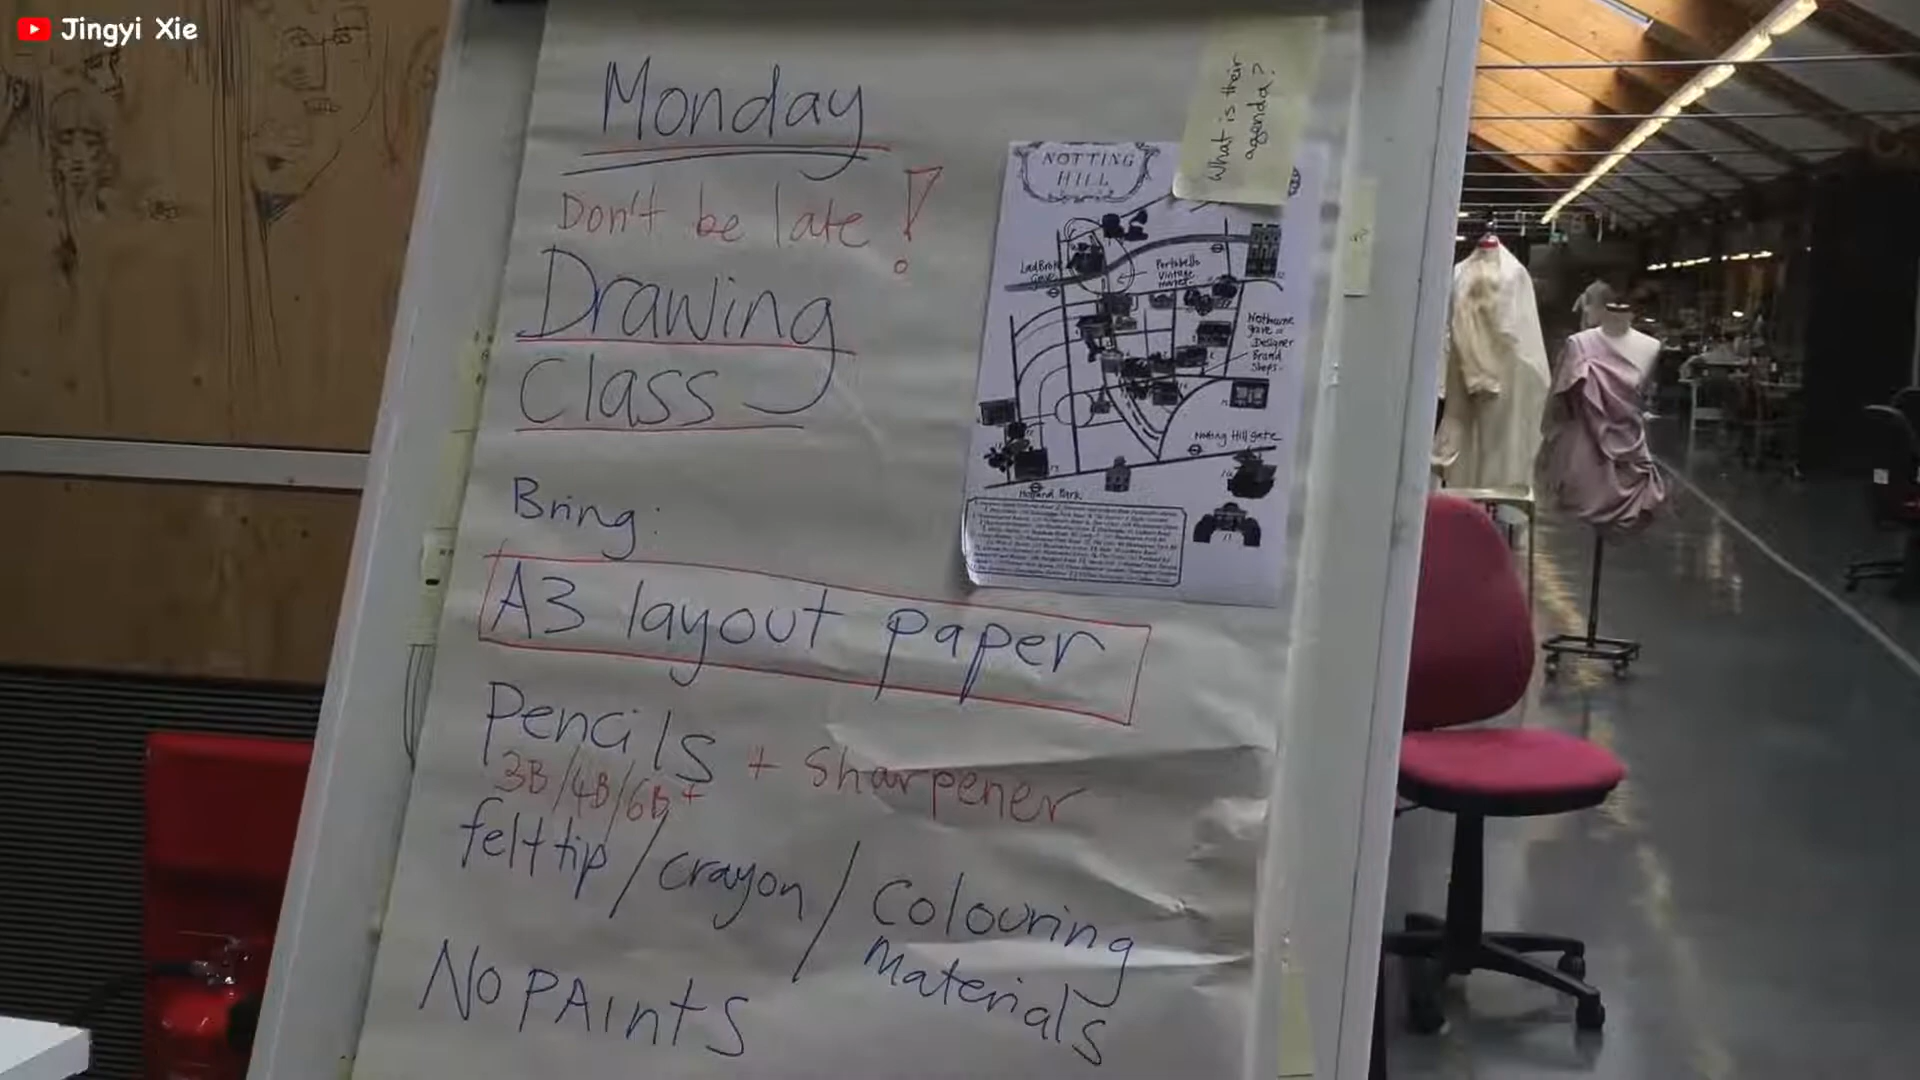 Jingyi Xie
Monday
Don't be late!
Drawing
Class
Bring:
A3 layout paper
Pencils + Sharpener
3B/4B/6B+
felt tip / crayon / Colouring
Materials
No PAINTS
What is their
agenda?
NOTTING
HILL
LadBroke
Grove
Portobello
Vintage
market
Designer
Brand
Shops
Notting Hill gate
Holland Park